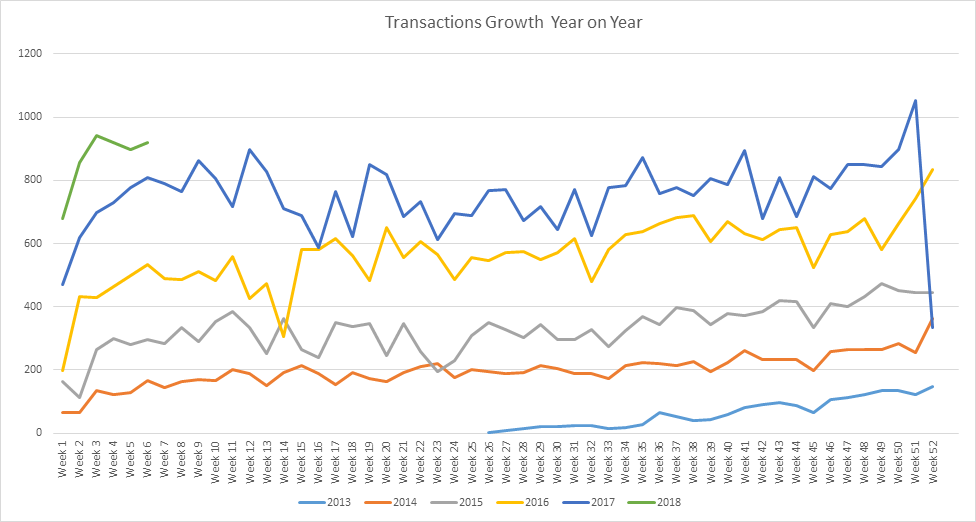 Transactions Growth  Year on Year
1200
1000
800
600
400
200
0
Week 1
Week 2
Week 3
Week 4
Week 5
Week 6
Week 7
Week 8
Week 9
Week 10
Week 11
Week 12
Week 13
Week 14
Week 15
Week 16
Week 17
Week 18
Week 19
Week 20
Week 21
Week 22
Week 23
Week 24
Week 25
Week 26
Week 27
Week 28
Week 29
Week 30
Week 31
Week 32
Week 33
Week 34
Week 35
Week 36
Week 37
Week 38
Week 39
Week 40
Week 41
Week 42
Week 43
Week 44
Week 45
Week 46
Week 47
Week 48
Week 49
Week 50
Week 51
Week 52
2013 2014 2015 2016 2017 2018